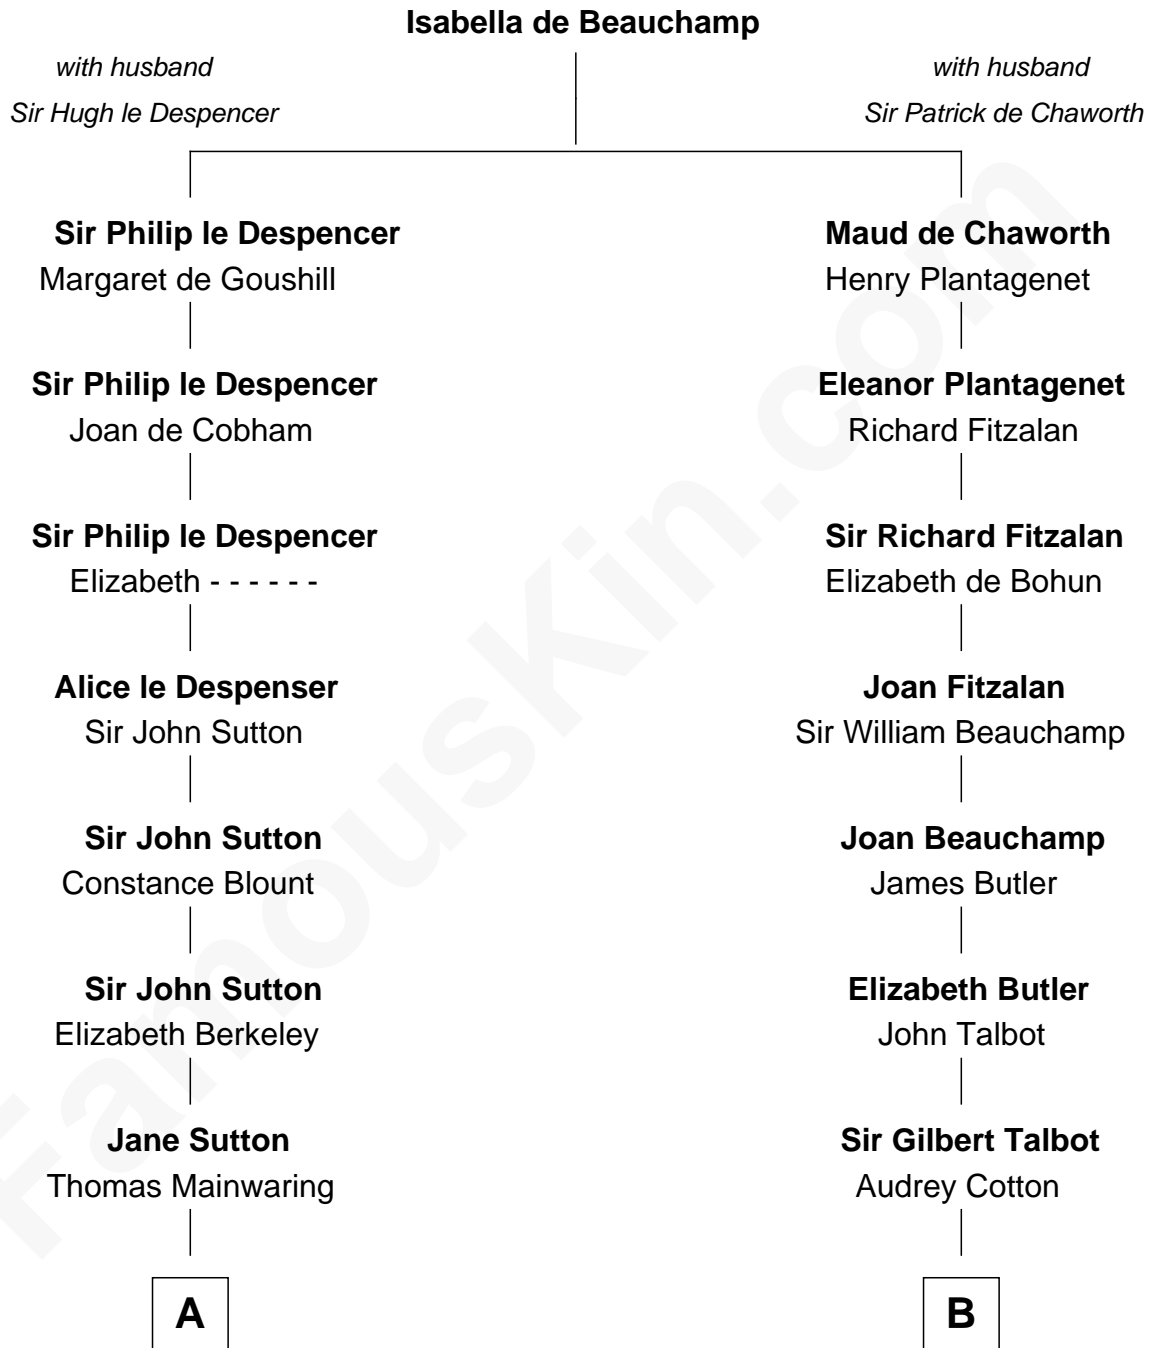 Isabella de Beauchamp
with husband
Sir Hugh le Despencer
with husband
Sir Patrick de Chaworth
Sir Philip le Despencer
Margaret de Goushill
Maud de Chaworth
Henry Plantagenet
Sir Philip le Despencer
Joan de Cobham
Eleanor Plantagenet
Richard Fitzalan
Sir Philip le Despencer
Elizabeth - - - - - -
Sir Richard Fitzalan
Elizabeth de Bohun
Alice le Despenser
Sir John Sutton
Joan Fitzalan
Sir William Beauchamp
Sir John Sutton
Constance Blount
Joan Beauchamp
James Butler
Sir John Sutton
Elizabeth Berkeley
Elizabeth Butler
John Talbot
Jane Sutton
Thomas Mainwaring
Sir Gilbert Talbot
Audrey Cotton
A
B
FamousKin.com